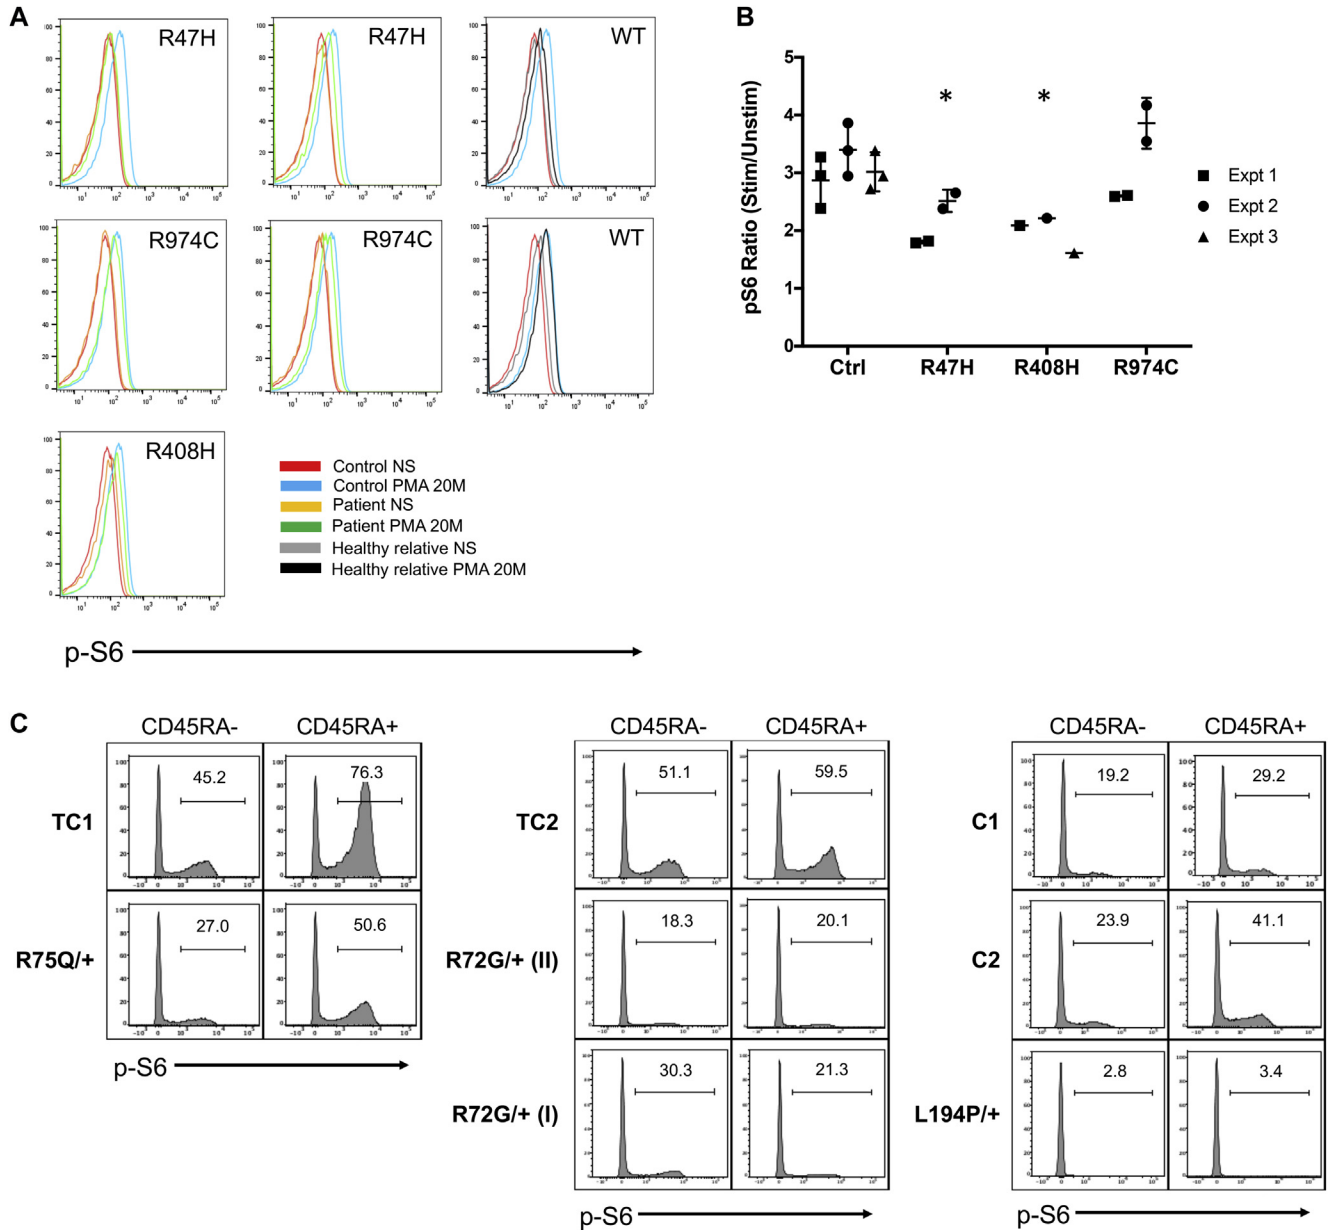 A
R47H
R47H
WT
R974C
R974C
WT
R408H
Control NS
Control PMA 20M
Patient NS
Patient PMA 20M
Healthy relative NS
Healthy relative PMA 20M
p-S6
B
pS6 Ratio (Stim/Unstim)
5
4
3
2
1
0
* *
Ctrl R47H R408H R974C
Expt 1
Expt 2
Expt 3
C
CD45RA- CD45RA+
TC1 45.2 76.3
R75Q/+ 27.0 50.6
p-S6
CD45RA- CD45RA+
TC2 51.1 59.5
R72G/+ (II) 18.3 20.1
R72G/+ (I) 30.3 21.3
p-S6
CD45RA- CD45RA+
C1 19.2 29.2
C2 23.9 41.1
L194P/+ 2.8 3.4
p-S6